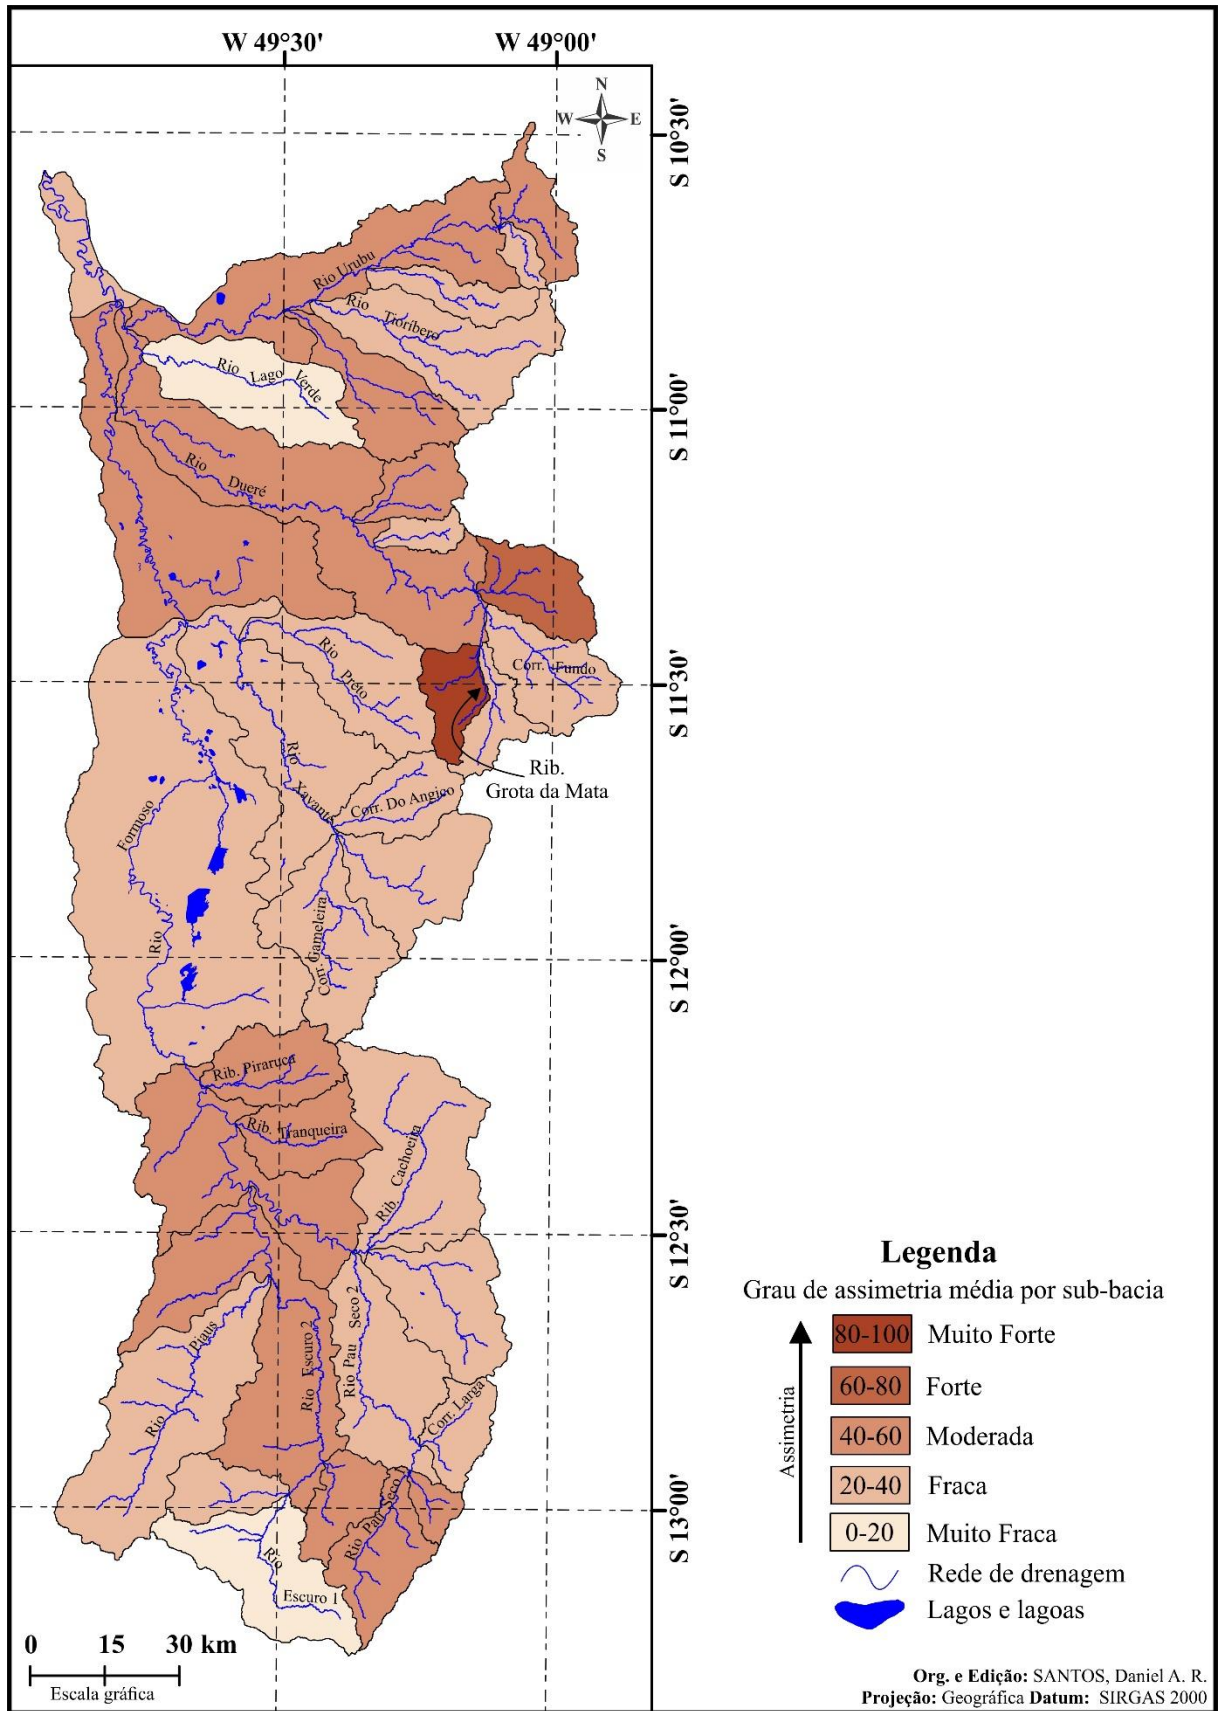 W 49°30'
W 49°00'
N
W E
S
S 10°30'
Rio Urubu
Rio Tioribero
Rio Lago Verde
S 11°00'
Rio Dueré
Corr. Fundo
Rio Preto
S 11°30'
Rib.
Grota da Mata
Rio Xavante
Corr. Do Angico
Formoso
Rio
Corr. Gameleira
S 12°00'
Rib. Piraruca
Rib. Tranqueira
Rib. Cachoeira
S 12°30'
Rio Piaus
Rio Escuro 2
Rio Pau Seco 2
Corr. Larga
Rio Pau Seco 1
S 13°00'
Rio Escuro 1
Legenda
Grau de assimetria média por sub-bacia
Assimetria
80-100 Muito Forte
60-80 Forte
40-60 Moderada
20-40 Fraca
0-20 Muito Fraca
Rede de drenagem
Lagos e lagoas
0 15 30 km
Escala gráfica
Org. e Edição: SANTOS, Daniel A. R.
Projeção: Geográfica Datum: SIRGAS 2000